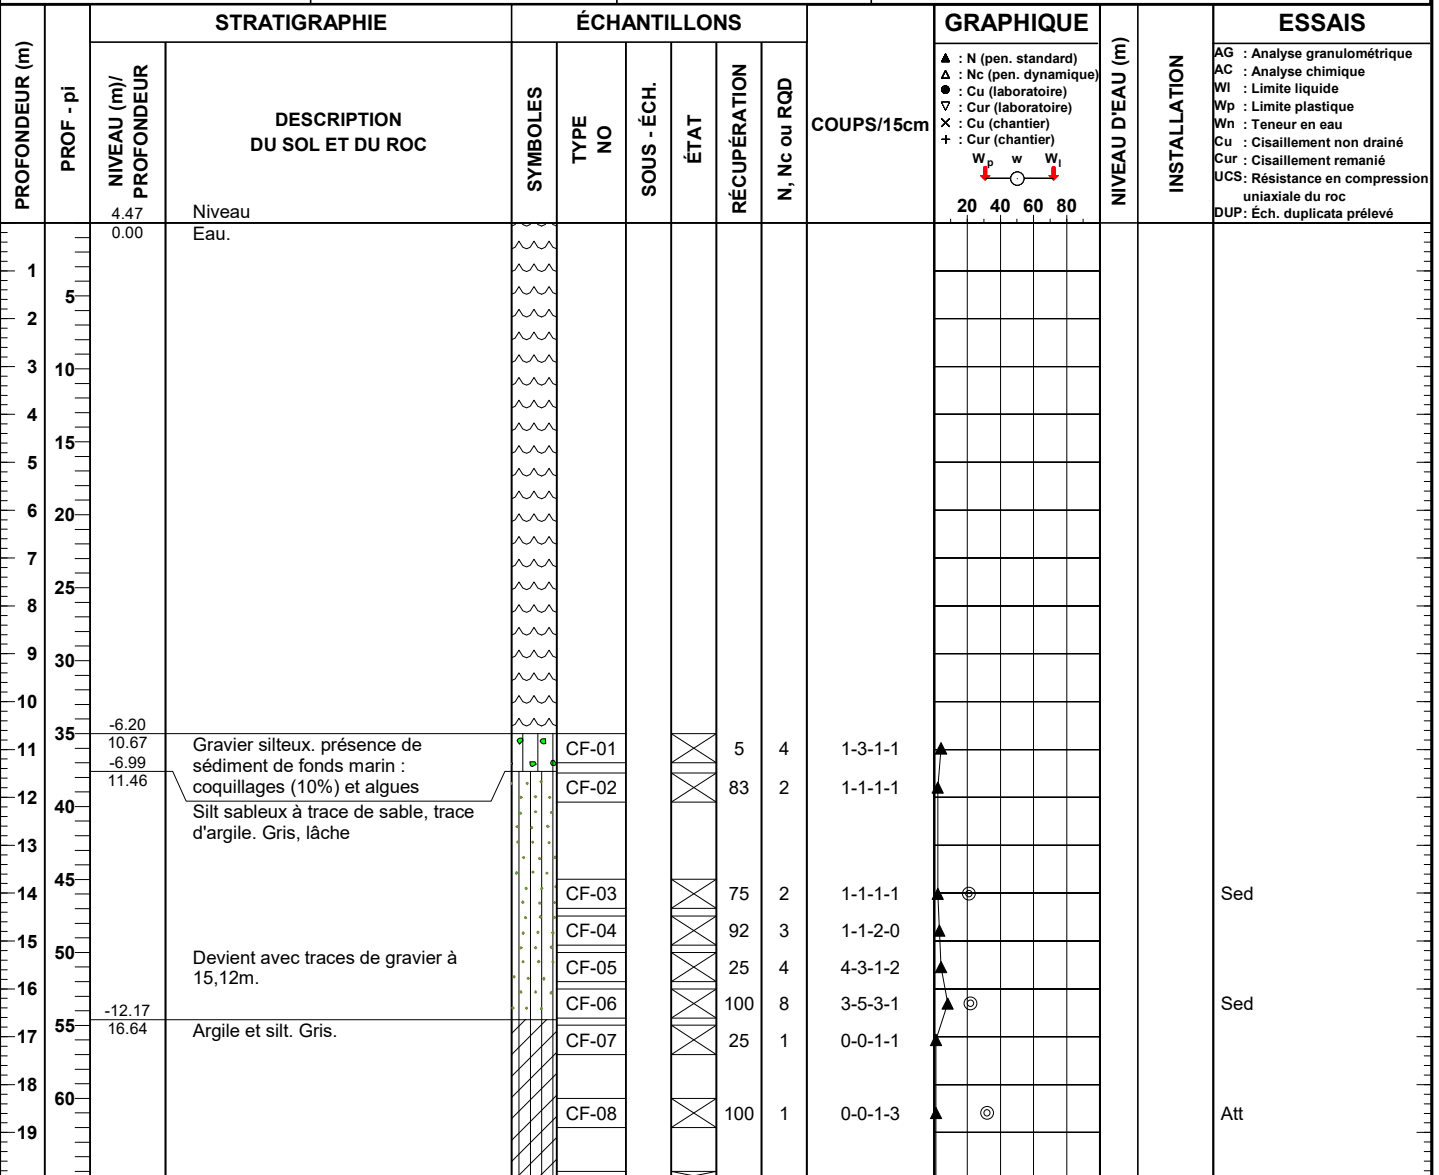 STRATIGRAPHIE
ÉCHANTILLONS
GRAPHIQUE
ESSAIS
PROFONDEUR (m)
PROF - pi
NIVEAU (m)/
PROFONDEUR
DESCRIPTION
DU SOL ET DU ROC
SYMBOLES
TYPE
NO
SOUS - ÉCH.
ÉTAT
RÉCUPÉRATION
N, Nc ou RQD
COUPS/15cm
▲ : N (pen. standard)
△ : Nc (pen. dynamique)
● : Cu (laboratoire)
▽ : Cur (laboratoire)
× : Cu (chantier)
+ : Cur (chantier)
Wp w Wl
20 40 60 80
NIVEAU D'EAU (m)
INSTALLATION
AG : Analyse granulométrique
AC : Analyse chimique
Wl : Limite liquide
Wp : Limite plastique
Wn : Teneur en eau
Cu : Cisaillement non drainé
Cur : Cisaillement remanié
UCS: Résistance en compression
uniaxiale du roc
DUP: Éch. duplicata prélevé
4.47 Niveau
0.00 Eau.
1
5
2
3
10
4
15
5
6
20
7
25
8
9
30
10
-6.20
35
10.67 Gravier silteux. présence de
11 CF-01 5 4 1-3-1-1
-6.99 sédiment de fonds marin :
11.46 coquillages (10%) et algues CF-02 83 2 1-1-1-1
12
40
Silt sableux à trace de sable, trace
d'argile. Gris, lâche
13
45
14 CF-03 75 2 1-1-1-1 Sed
CF-04 92 3 1-1-2-0
15
50
Devient avec traces de gravier à
15,12m.
CF-05 25 4 4-3-1-2
16
CF-06 100 8 3-5-3-1 Sed
-12.17
55
16.64 Argile et silt. Gris.
17 CF-07 25 1 0-0-1-1
18
60
CF-08 100 1 0-0-1-3 Att
19